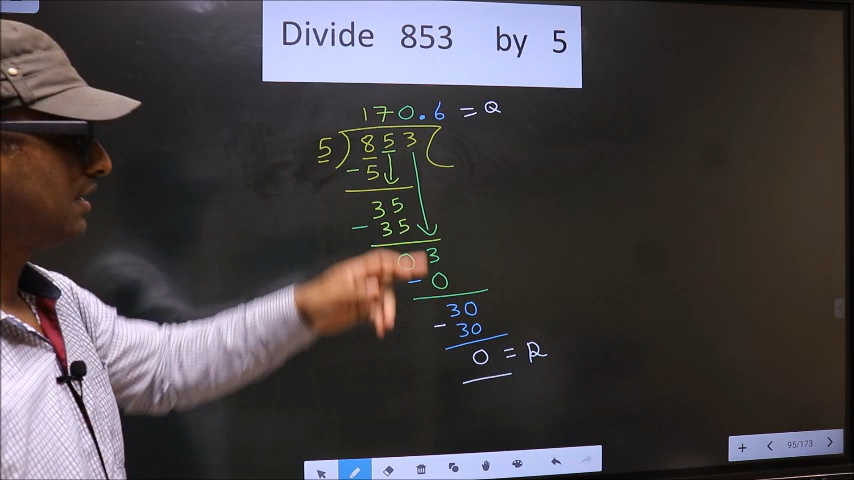 Divide 853 by 5
170.6 = Q
5 ) 853 (
- 5
35
- 35
03
- 0
30
- 30
0 = R
95/173